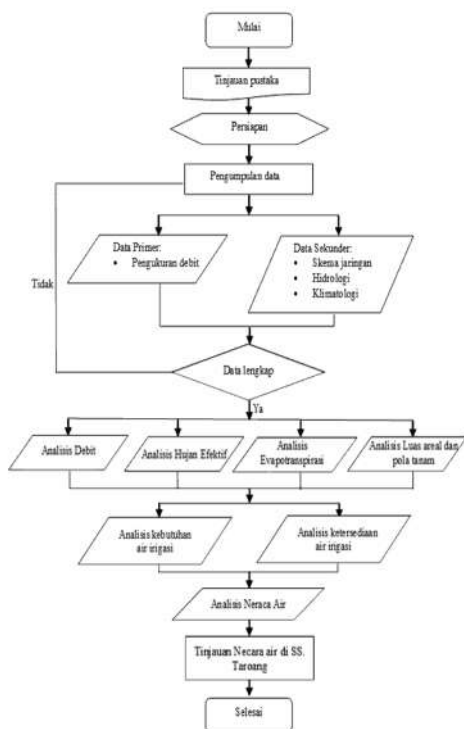 Mulai
Tinjauan pustaka
Persiapan
Pengumpulan data
Data Primer:
• Pengukuran debit
Data Sekunder:
• Skema jaringan
• Hidrologi
• Klimatologi
Tidak
Data lengkap
Ya
Analisis Debit
Analisis Hujan Efektif
Analisis
Evapotranspirasi
Analisis Luas areal dan
pola tanam
Analisis kebutuhan
air irigasi
Analisis ketersediaan
air irigasi
Analisis Neraca Air
Tinjauan Necara air di SS.
Taroang
Selesai